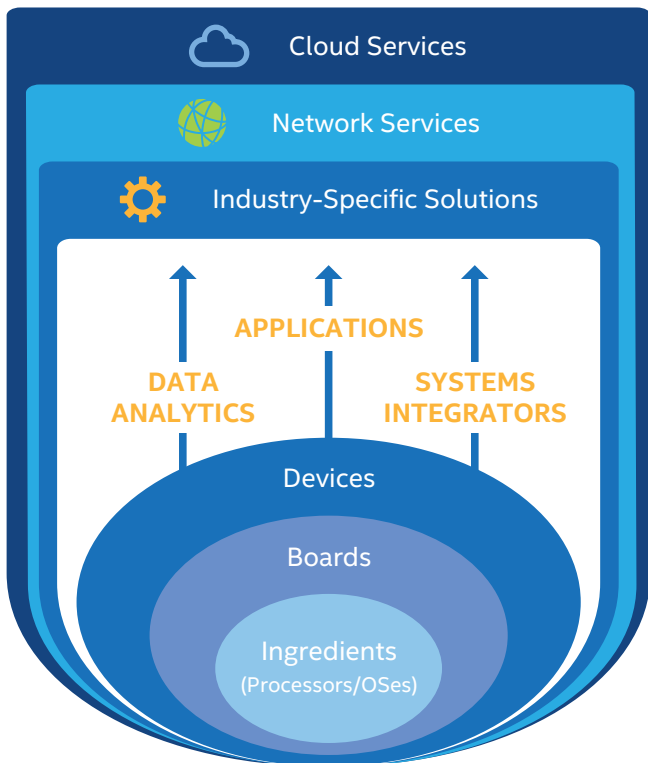 Cloud Services
Network Services
Industry-Specific Solutions
APPLICATIONS
DATA
ANALYTICS
SYSTEMS
INTEGRATORS
Devices
Boards
Ingredients
(Processors/OSes)